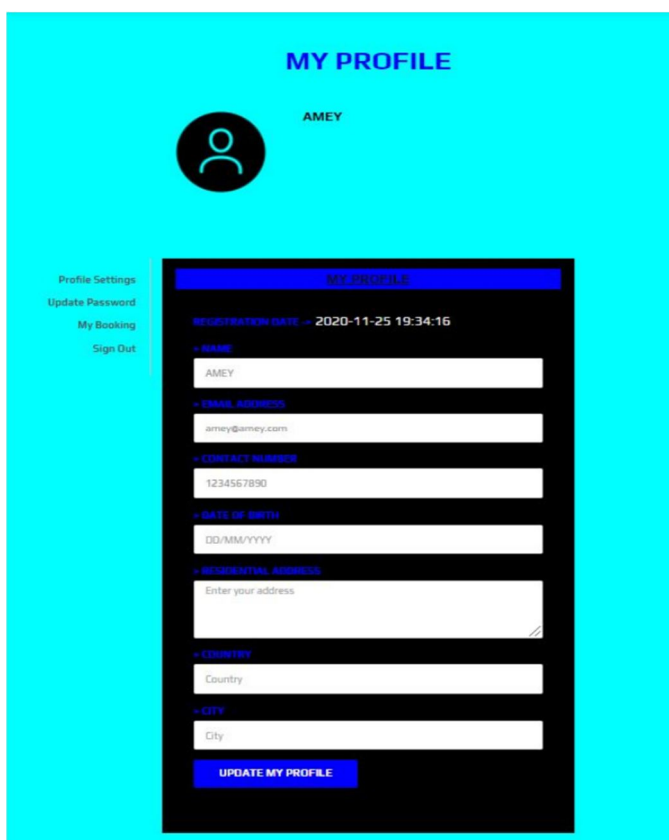 MY PROFILE
AMEY
Profile Settings
Update Password
My Booking
Sign Out
MY PROFILE
REGISTRATION DATE -> 2020-11-25 19:34:16
• NAME
AMEY
• EMAIL ADDRESS
amey@amey.com
• CONTACT NUMBER
1234567890
• DATE OF BIRTH
DD/MM/YYYY
• RESIDENTIAL ADDRESS
Enter your address
• COUNTRY
Country
• CITY
City
UPDATE MY PROFILE